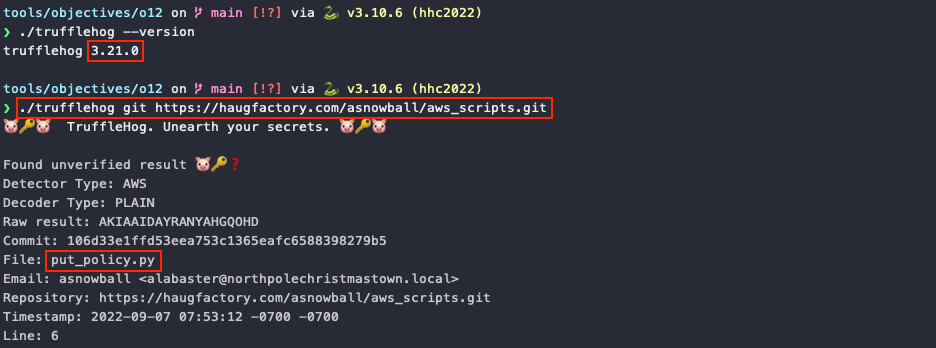 tools/objectives/o12 on main [!?] via v3.10.6 (hhc2022)
❯ ./trufflehog --version
trufflehog 3.21.0
tools/objectives/o12 on main [!?] via v3.10.6 (hhc2022)
❯ ./trufflehog git https://haugfactory.com/asnowball/aws_scripts.git
🐷🔑🐷 TruffleHog. Unearth your secrets. 🐷🔑🐷
Found unverified result 🐷🔑❓
Detector Type: AWS
Decoder Type: PLAIN
Raw result: AKIAAIDAYRANYAHGQOHD
Commit: 106d33e1ffd53eea753c1365eafc6588398279b5
File: put_policy.py
Email: asnowball <alabaster@northpolechristmastown.local>
Repository: https://haugfactory.com/asnowball/aws_scripts.git
Timestamp: 2022-09-07 07:53:12 -0700 -0700
Line: 6